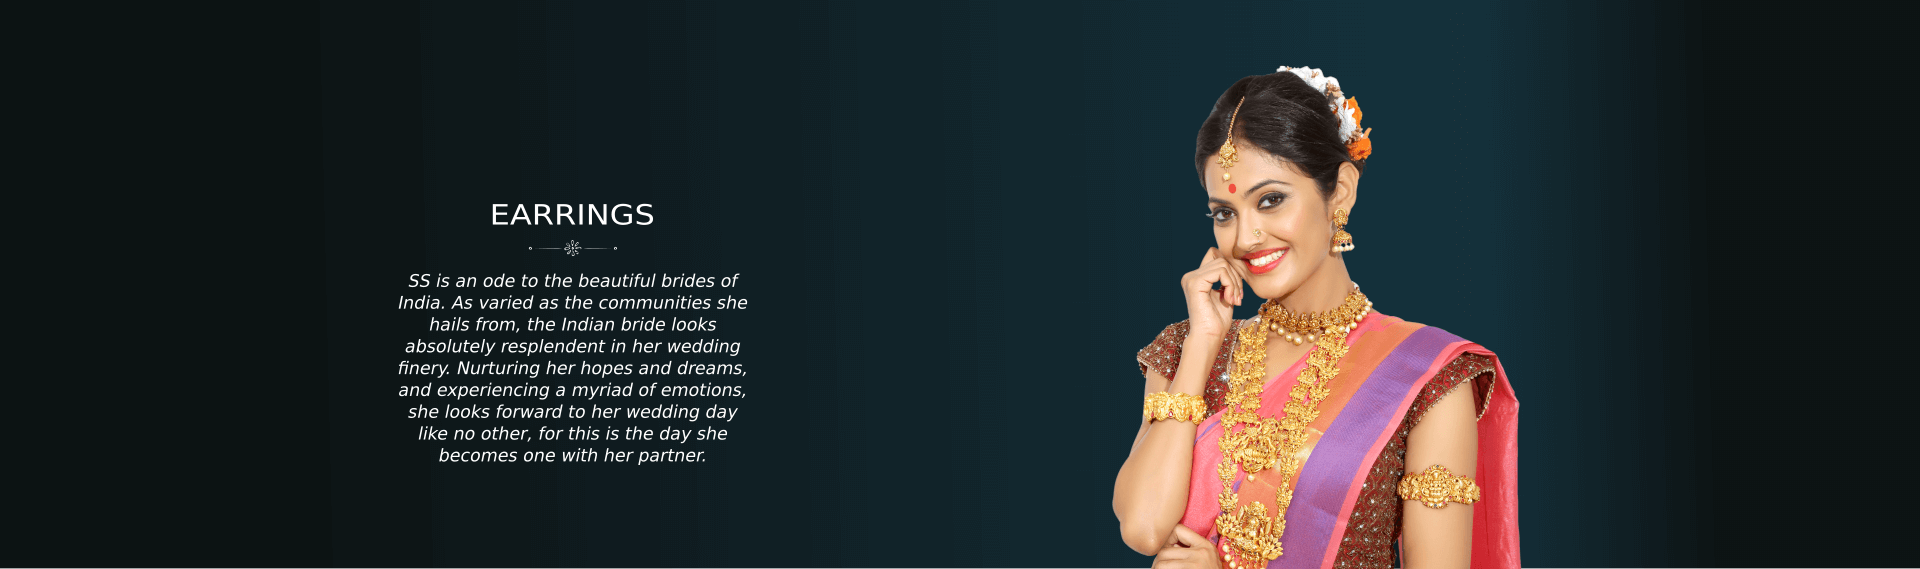 EARRINGS
SS is an ode to the beautiful brides of
India. As varied as the communities she
hails from, the Indian bride looks
absolutely resplendent in her wedding
finery. Nurturing her hopes and dreams,
and experiencing a myriad of emotions,
she looks forward to her wedding day
like no other, for this is the day she
becomes one with her partner.